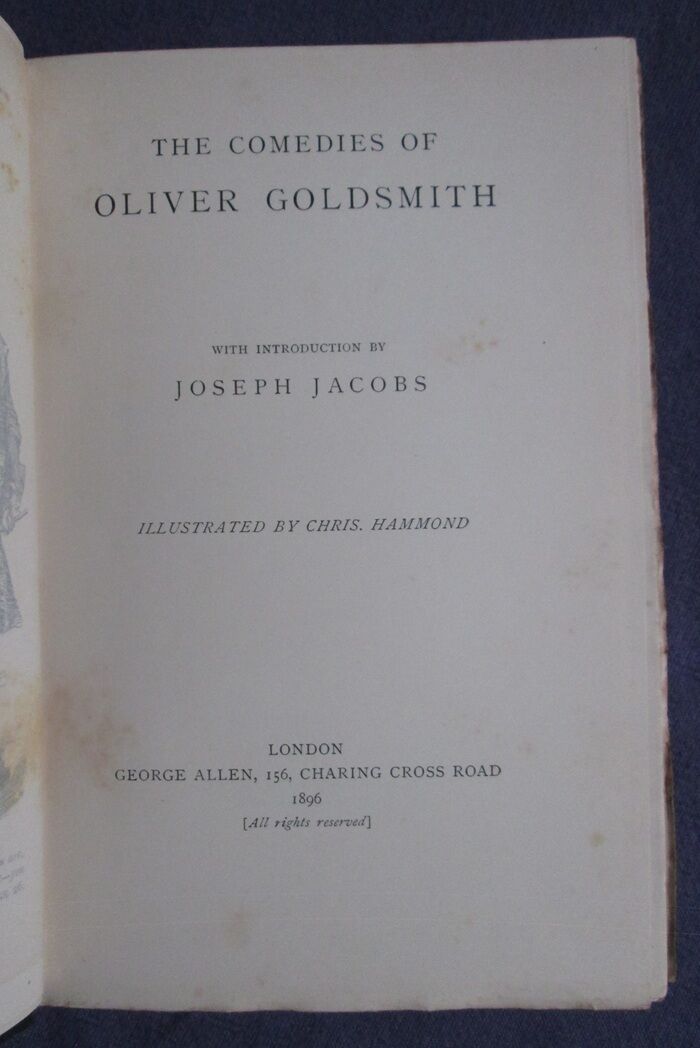 THE COMEDIES OF
OLIVER GOLDSMITH
WITH INTRODUCTION BY
JOSEPH JACOBS
ILLUSTRATED BY CHRIS. HAMMOND
LONDON
GEORGE ALLEN, 156, CHARING CROSS ROAD
1896
[All rights reserved]